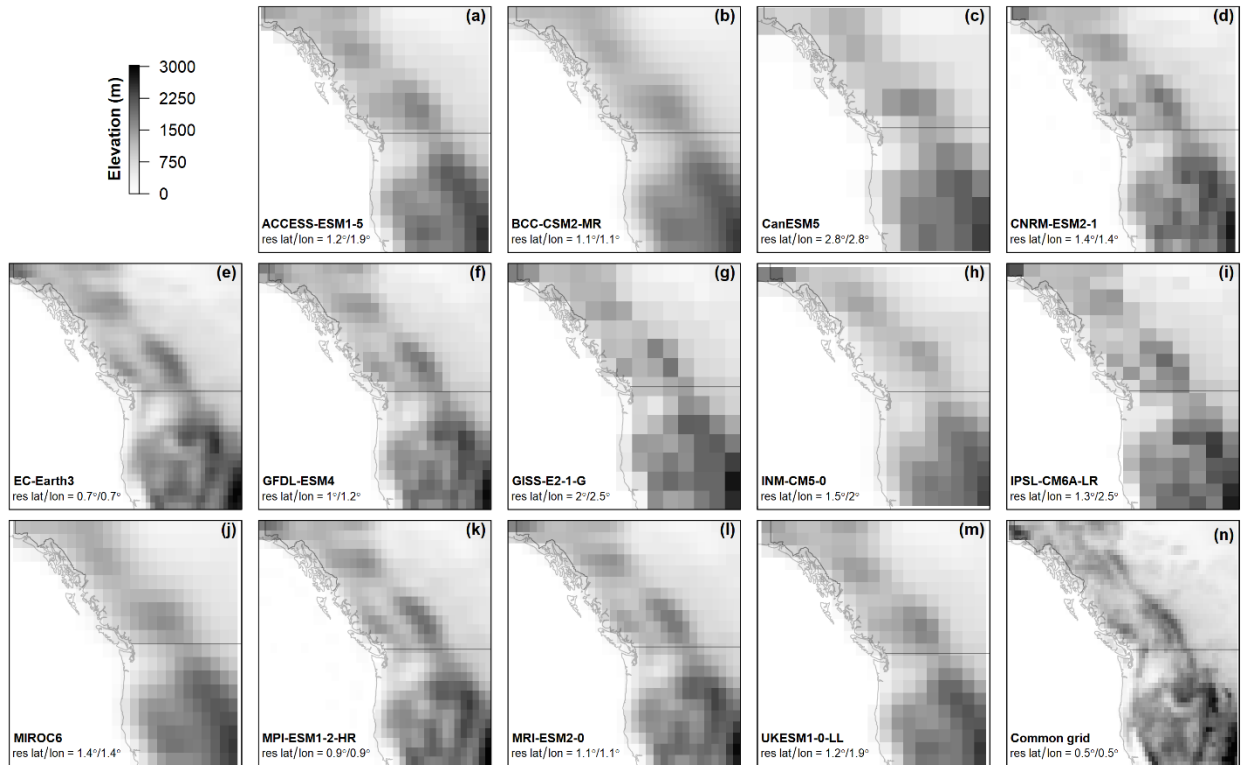 Elevation (m)
3000
2250
1500
750
0
(a)
ACCESS-ESM1-5
res lat/lon = 1.2°/1.9°
(b)
BCC-CSM2-MR
res lat/lon = 1.1°/1.1°
(c)
CanESM5
res lat/lon = 2.8°/2.8°
(d)
CNRM-ESM2-1
res lat/lon = 1.4°/1.4°
(e)
EC-Earth3
res lat/lon = 0.7°/0.7°
(f)
GFDL-ESM4
res lat/lon = 1°/1.2°
(g)
GISS-E2-1-G
res lat/lon = 2°/2.5°
(h)
INM-CM5-0
res lat/lon = 1.5°/2°
(i)
IPSL-CM6A-LR
res lat/lon = 1.3°/2.5°
(j)
MIROC6
res lat/lon = 1.4°/1.4°
(k)
MPI-ESM1-2-HR
res lat/lon = 0.9°/0.9°
(l)
MRI-ESM2-0
res lat/lon = 1.1°/1.1°
(m)
UKESM1-0-LL
res lat/lon = 1.2°/1.9°
(n)
Common grid
res lat/lon = 0.5°/0.5°